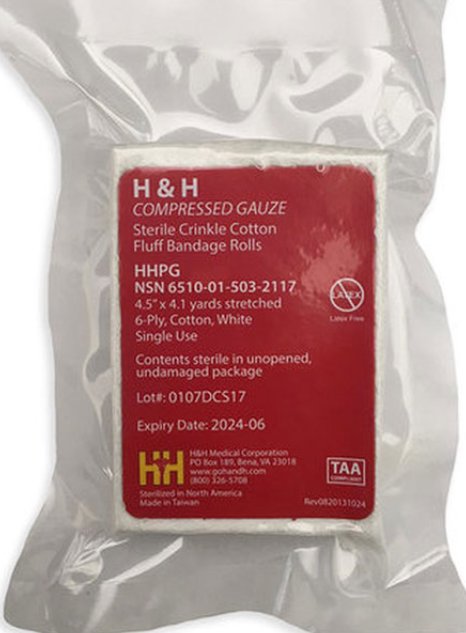 H & H
COMPRESSED GAUZE
Sterile Crinkle Cotton
Fluff Bandage Rolls
HHPG
NSN 6510-01-503-2117
4.5" x 4.1 yards stretched
6-Ply, Cotton, White
Single Use
LATEX
Latex Free
Contents sterile in unopened,
undamaged package
Lot#: 0107DCS17
Expiry Date: 2024-06
HH
H&H Medical Corporation
PO Box 189, Bena, VA 23018
www.gohandh.com
(800) 326-5708
TAA
COMPLIANT
Sterilized in North America
Made in Taiwan
Rev0820131024